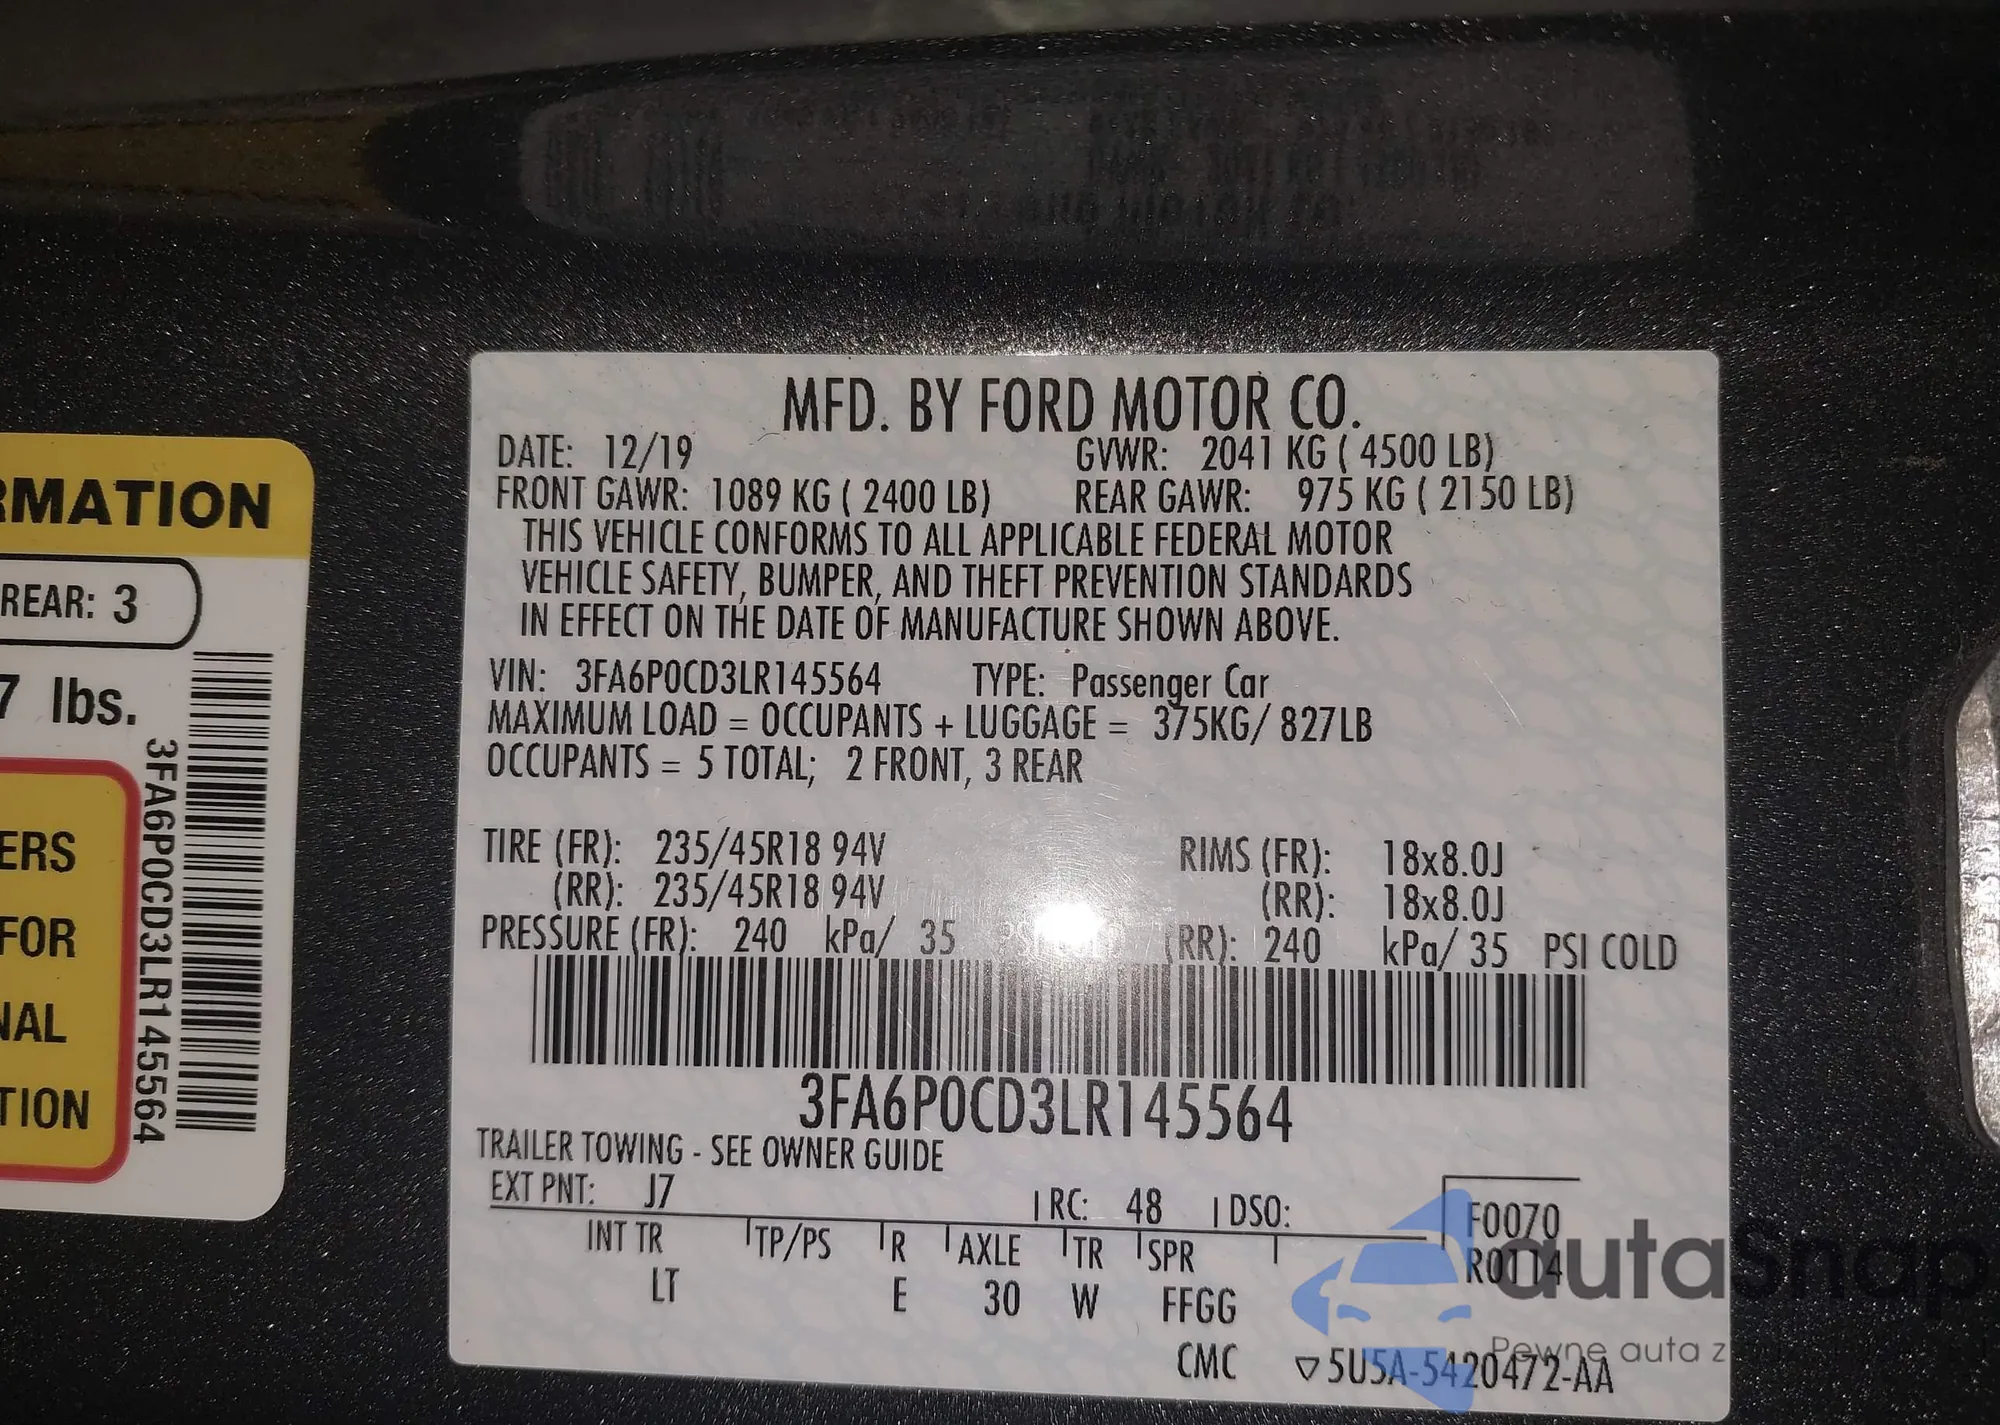 RMATION
REAR: 3
7 lbs.
3FA6P0CD3LR145564
ERS
FOR
NAL
TION
MFD. BY FORD MOTOR CO.
DATE: 12/19 GVWR: 2041 KG ( 4500 LB)
FRONT GAWR: 1089 KG ( 2400 LB) REAR GAWR: 975 KG ( 2150 LB)
THIS VEHICLE CONFORMS TO ALL APPLICABLE FEDERAL MOTOR
VEHICLE SAFETY, BUMPER, AND THEFT PREVENTION STANDARDS
IN EFFECT ON THE DATE OF MANUFACTURE SHOWN ABOVE.
VIN: 3FA6P0CD3LR145564 TYPE: Passenger Car
MAXIMUM LOAD = OCCUPANTS + LUGGAGE = 375KG/ 827LB
OCCUPANTS = 5 TOTAL; 2 FRONT, 3 REAR
TIRE (FR): 235/45R18 94V RIMS (FR): 18x8.0J
(RR): 235/45R18 94V (RR): 18x8.0J
PRESSURE (FR): 240 kPa/ 35 (RR): 240 kPa/ 35 PSI COLD
3FA6P0CD3LR145564
TRAILER TOWING - SEE OWNER GUIDE
EXT PNT: J7 RC: 48 DSO: F0070
INT TR TP/PS R AXLE TR SPR R0114
LT E 30 W FFGG
CMC ▽5U5A-5420472-AA
autaSnap
Pewne auta z